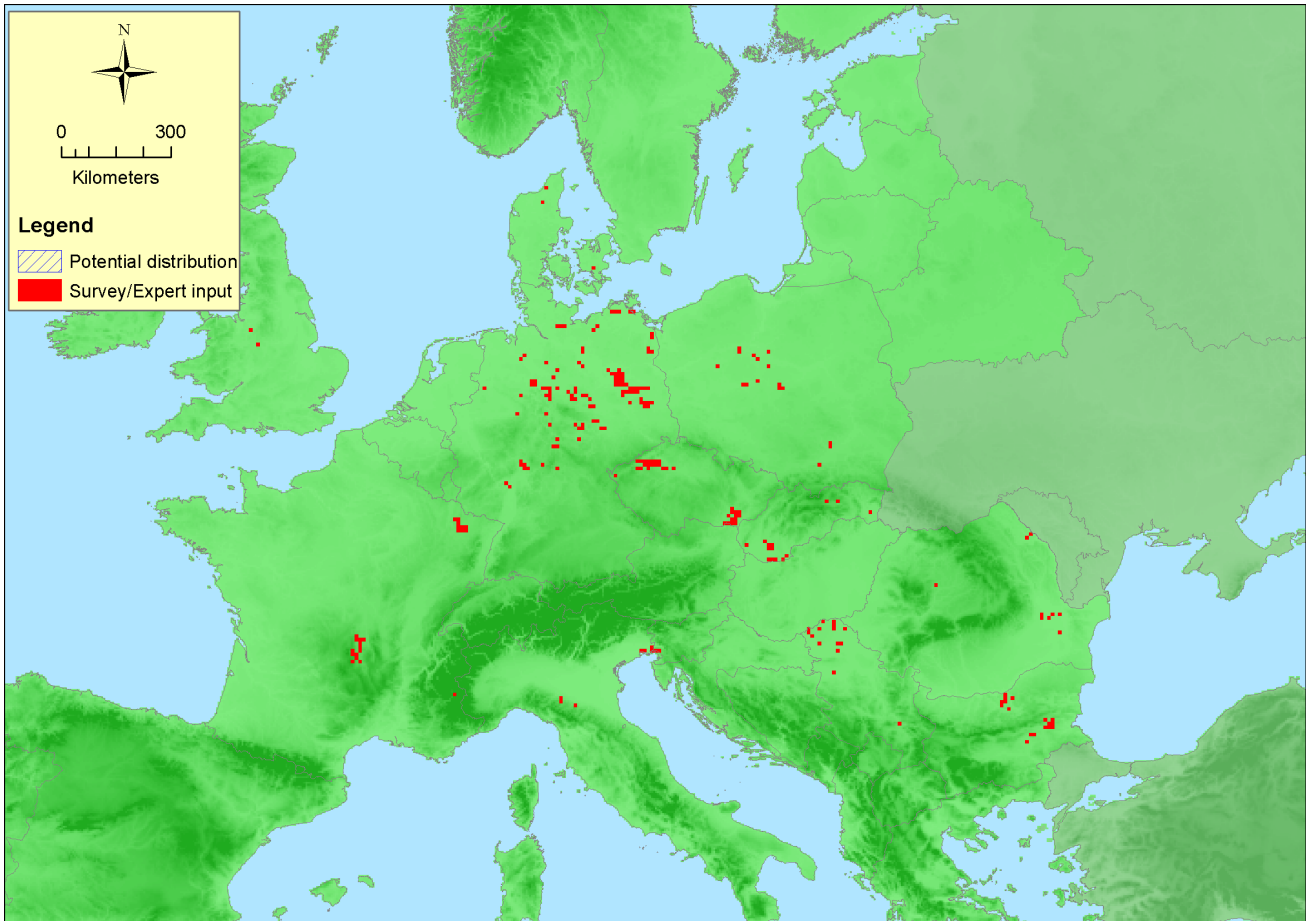 N
0 300
Kilometers
Legend
Potential distribution
Survey/Expert input